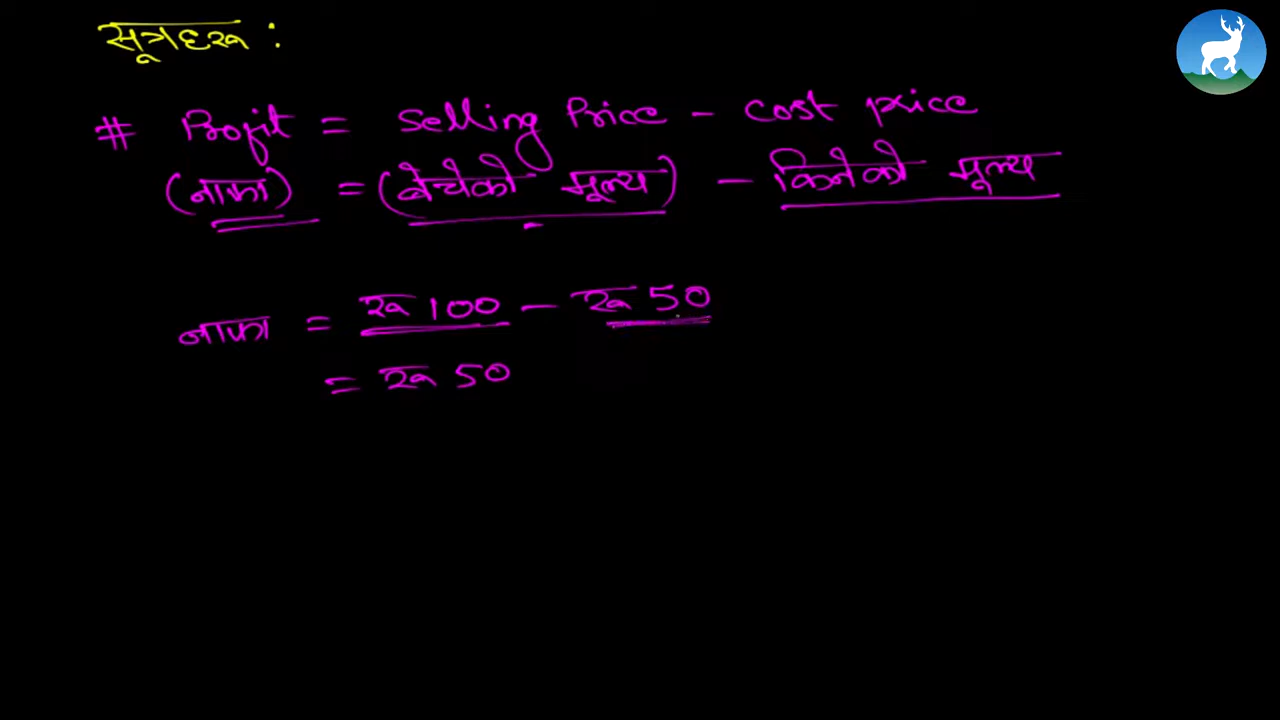 सूत्रहरू :
# Profit = Selling Price - Cost price
(नाफा) = (बेचेको मूल्य) - किनेको मूल्य
नाफा = रू 100 - रू 50
= रू 50